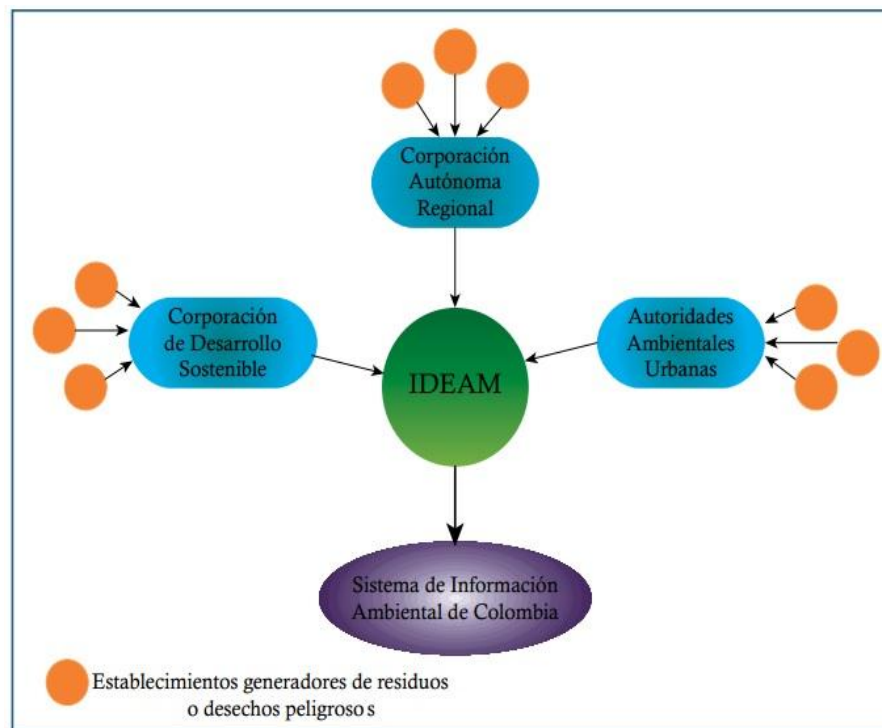 Corporación
Autónoma
Regional
Corporación
de Desarrollo
Sostenible
Autoridades
Ambientales
Urbanas
IDEAM
Sistema de Información
Ambiental de Colombia
Establecimientos generadores de residuos
o desechos peligrosos